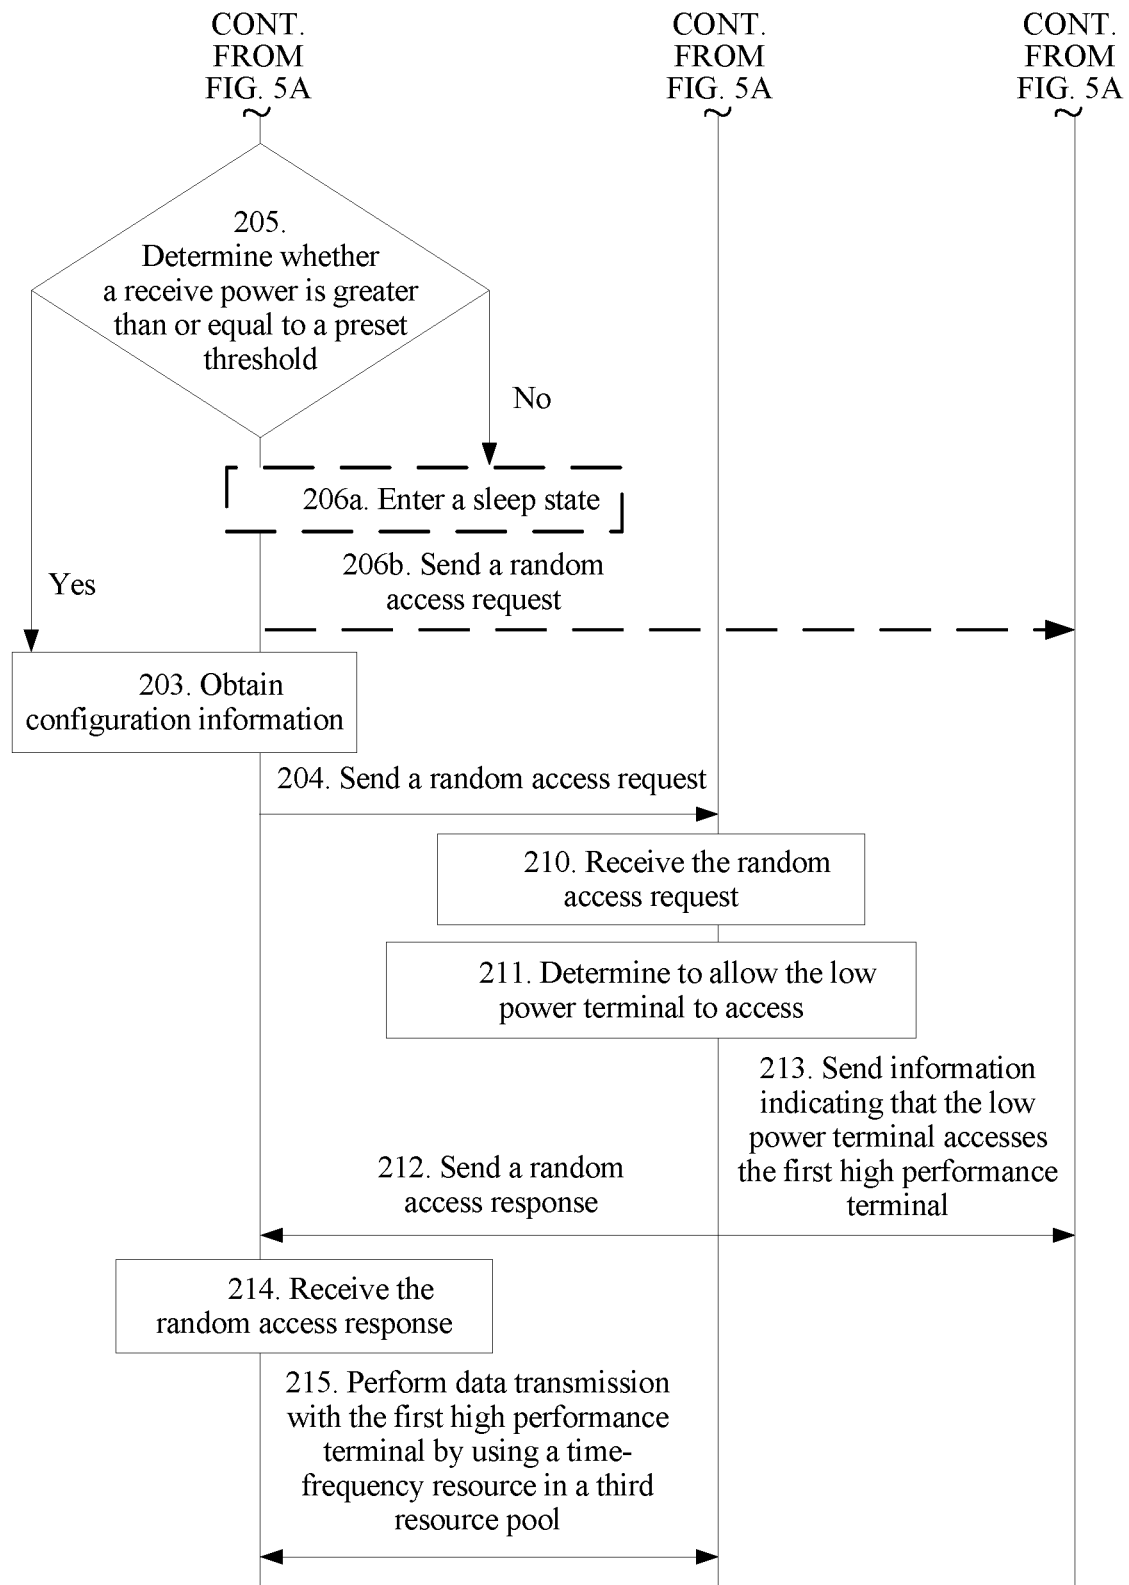 CONT.
FROM
FIG. 5A
CONT.
FROM
FIG. 5A
CONT.
FROM
FIG. 5A
205.
Determine whether
a receive power is greater
than or equal to a preset
threshold
No
206a. Enter a sleep state
206b. Send a random
access request
Yes
203. Obtain
configuration information
204. Send a random access request
210. Receive the random
access request
211. Determine to allow the low
power terminal to access
213. Send information
indicating that the low
power terminal accesses
the first high performance
terminal
212. Send a random
access response
214. Receive the
random access response
215. Perform data transmission
with the first high performance
terminal by using a time-
frequency resource in a third
resource pool